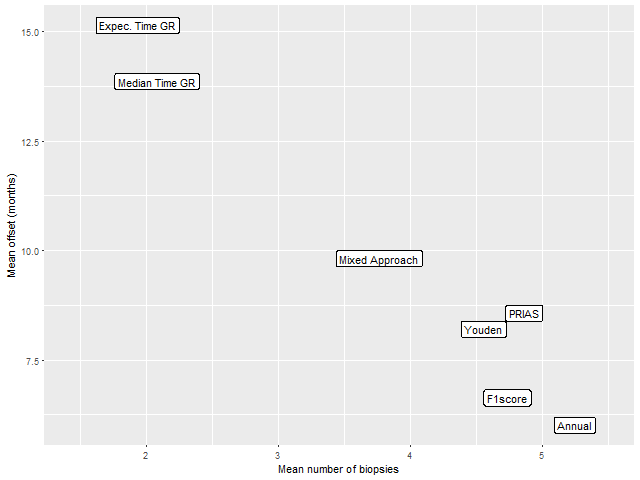 15.0
12.5
10.0
7.5
Mean offset (months)
Expec. Time GR
Median Time GR
Mixed Approach
PRIAS
Youden
F1score
Annual
2
3
4
5
Mean number of biopsies